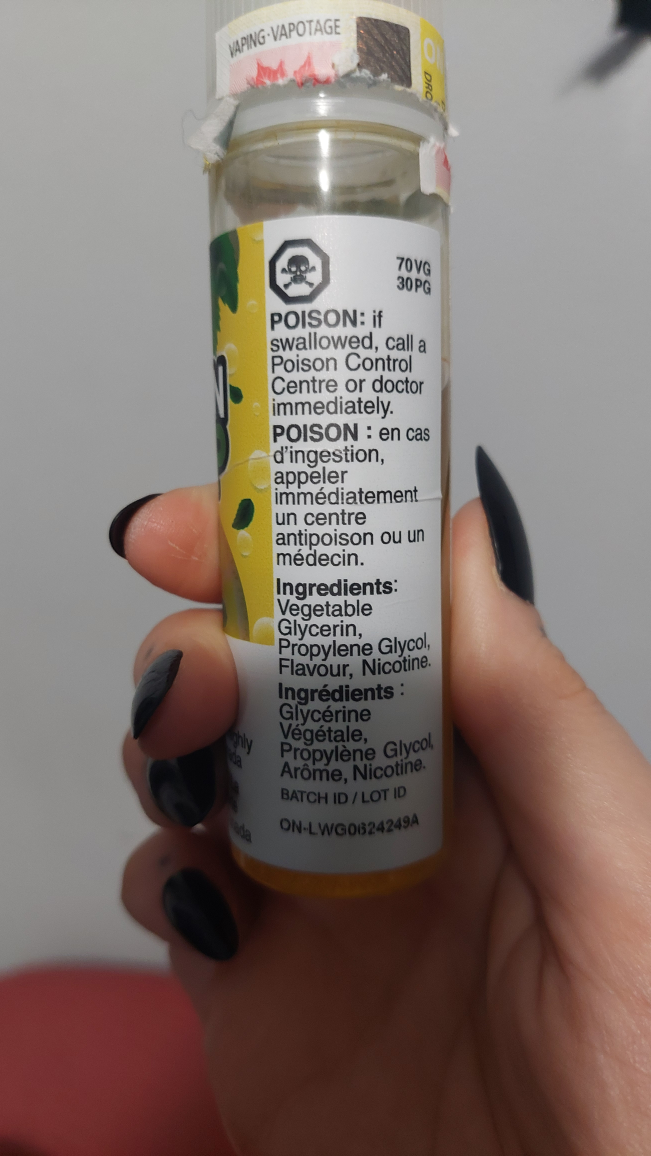 VAPING·VAPOTAGE
70VG
30PG
POISON: if
swallowed, call a
Poison Control
Centre or doctor
immediately.
POISON : en cas
d'ingestion,
appeler
immédiatement
un centre
antipoison ou un
médecin.
Ingredients:
Vegetable
Glycerin,
Propylene Glycol,
Flavour, Nicotine.
Ingrédients :
Glycérine
Végétale,
Propylène Glycol,
Arôme, Nicotine.
BATCH ID / LOT ID
ON-LWG0624249A